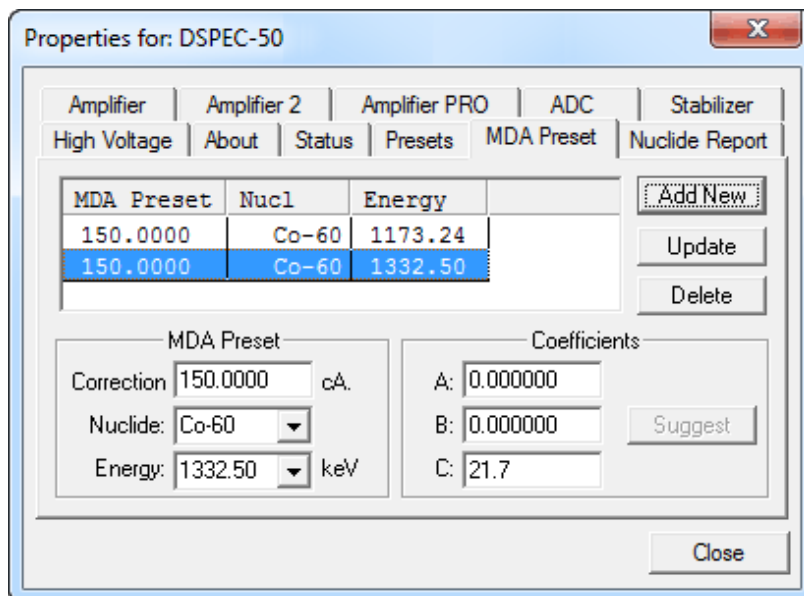 Properties for: DSPEC-50
Amplifier Amplifier 2 Amplifier PRO ADC Stabilizer
High Voltage About Status Presets MDA Preset Nuclide Report
MDA Preset Nucl Energy
150.0000 Co-60 1173.24
150.0000 Co-60 1332.50
Add New
Update
Delete
MDA Preset
Correction 150.0000 cA.
Nuclide: Co-60
Energy: 1332.50 keV
Coefficients
A: 0.000000
B: 0.000000
C: 21.7
Suggest
Close